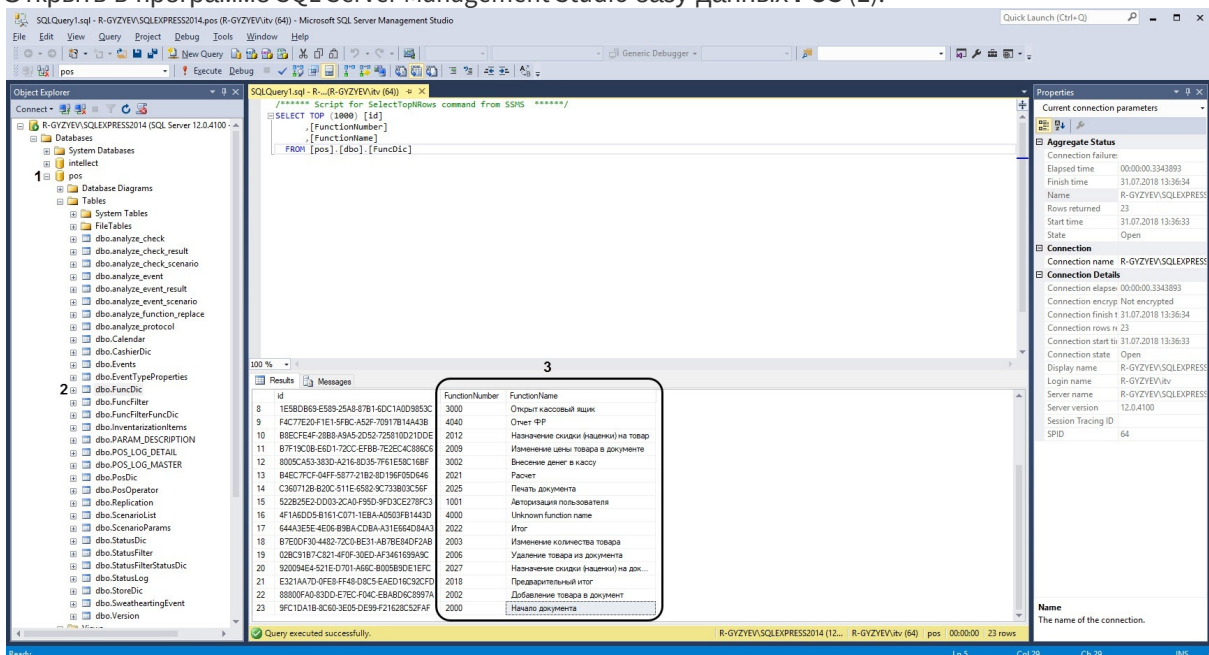 SQLQuery1.sql - R-GYZYEV\SQLEXPRESS2014.pos (R-GYZYEV\itv (64)) - Microsoft SQL Server Management Studio
Quick Launch (Ctrl+Q)
File Edit View Query Project Debug Tools Window Help
New Query
Generic Debugger
pos
Execute Debug
Object Explorer
Connect
R-GYZYEV\SQLEXPRESS2014 (SQL Server 12.0.4100 -
Databases
System Databases
intellect
1
pos
Database Diagrams
Tables
System Tables
FileTables
dbo.analyze_check
dbo.analyze_check_result
dbo.analyze_check_scenario
dbo.analyze_event
dbo.analyze_event_result
dbo.analyze_event_scenario
dbo.analyze_function_replace
dbo.analyze_protocol
dbo.Calendar
dbo.CashierDic
dbo.Events
dbo.EventTypeProperties
2
dbo.FuncDic
dbo.FuncFilter
dbo.FuncFilterFuncDic
dbo.InventarizationItems
dbo.PARAM_DESCRIPTION
dbo.POS_LOG_DETAIL
dbo.POS_LOG_MASTER
dbo.PosDic
dbo.PosOperator
dbo.Replication
dbo.ScenarioList
dbo.ScenarioParams
dbo.StatusDic
dbo.StatusFilter
dbo.StatusFilterStatusDic
dbo.StatusLog
dbo.StoreDic
dbo.SweatheartingEvent
dbo.Version
SQLQuery1.sql - R-...(R-GYZYEV\itv (64))
/****** Script for SelectTopNRows command from SSMS ******/
SELECT TOP (1000) [id]
,[FunctionNumber]
,[FunctionName]
FROM [pos].[dbo].[FuncDic]
100 %
3
Results Messages
id FunctionNumber FunctionName
8 1E5BDB69-E589-25A8-87B1-6DC1A0D9853C 3000 Открыт кассовый ящик
9 F4C77E20-F1E1-5FBC-A52F-70917B14A43B 4040 Отчет ФР
10 B8ECFE4F-28B8-A9A5-2D52-725810D21DDE 2012 Назначение скидки (наценки) на товар
11 B7F19C0B-E6D1-72CC-EFBB-7E2EC4C886C6 2009 Изменение цены товара в документе
12 8005CA53-383D-A216-8D35-7F61E58C16BF 3002 Внесение денег в кассу
13 B4EC7FCF-04FF-5877-21B2-8D196F05D646 2021 Расчет
14 C360712B-B20C-511E-6582-9C733B03C56F 2025 Печать документа
15 522B25E2-DD03-2CA0-F95D-9FD3CE278FC3 1001 Авторизация пользователя
16 4F1A6DD5-B161-C071-1EBA-A0503FB1443D 4000 Unknown function name
17 644A3E5E-4E06-B9BA-CDBA-A31E664D84A3 2022 Итог
18 B7E0DF30-4482-72C0-BE31-AB7BE84DF2AB 2003 Изменение количества товара
19 02BC91B7-C821-4F0F-30ED-AF3461699A9C 2006 Удаление товара из документа
20 920094E4-521E-D701-A66C-B005B9DE1EFC 2027 Назначение скидки (наценки) на док...
21 E321AA7D-0FE8-FF48-D8C5-EAED16C92CFD 2018 Предварительный итог
22 88800FA0-83DD-E7EC-F04C-EBABD6C8997A 2002 Добавление товара в документ
23 9FC1DA1B-8C60-3E05-DE99-F21628C52FAF 2000 Начало документа
Query executed successfully.
R-GYZYEV\SQLEXPRESS2014 (12... R-GYZYEV\itv (64) pos 00:00:00 23 rows
Properties
Current connection parameters
Aggregate Status
Connection failures
Elapsed time 00:00:00.3343893
Finish time 31.07.2018 13:36:34
Name R-GYZYEV\SQLEXPRESS
Rows returned 23
Start time 31.07.2018 13:36:33
State Open
Connection
Connection name R-GYZYEV\SQLEXPRESS
Connection Details
Connection elapse 00:00:00.3343893
Connection encryp Not encrypted
Connection finish t 31.07.2018 13:36:34
Connection rows re 23
Connection start ti 31.07.2018 13:36:33
Connection state Open
Display name R-GYZYEV\SQLEXPRESS
Login name R-GYZYEV\itv
Server name R-GYZYEV\SQLEXPRESS
Server version 12.0.4100
Session Tracing ID
SPID 64
Name
The name of the connection.
Ready Ln 5 Col 29 Ch 29 INS